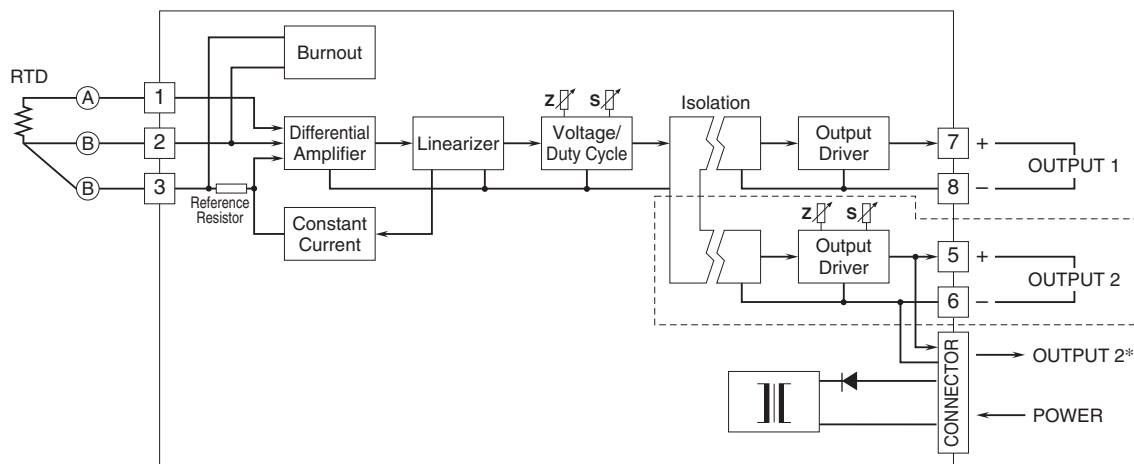 RTD
A
B
B
1
2
3
Burnout
Differential
Amplifier
Linearizer
Z
S
Voltage/
Duty Cycle
Reference
Resistor
Constant
Current
Isolation
Output
Driver
7
+
8
–
OUTPUT 1
Z
S
Output
Driver
5
+
6
–
OUTPUT 2
CONNECTOR
OUTPUT 2*
POWER